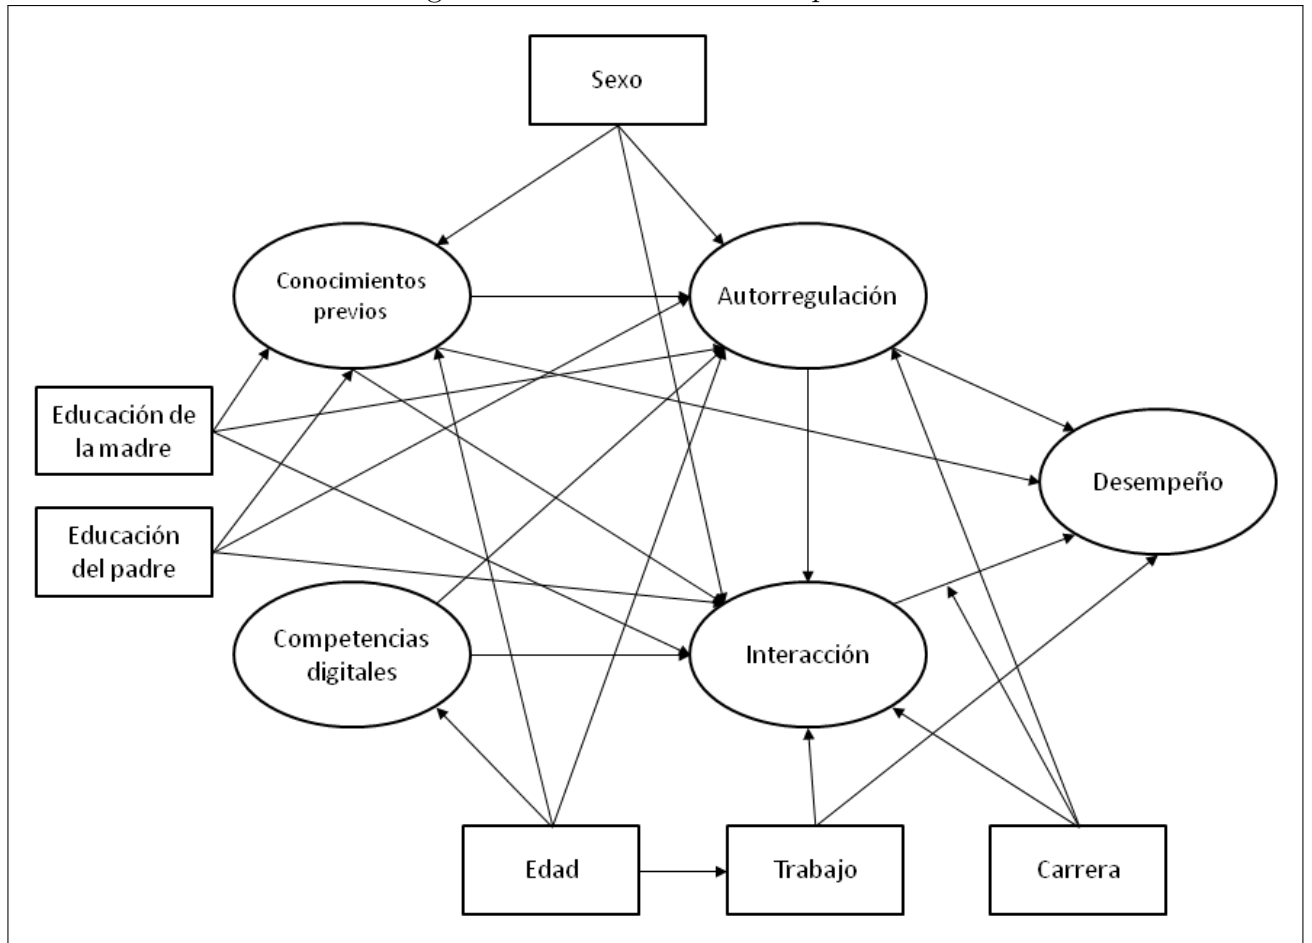 Sexo
Conocimientos
previos
Autorregulación
Educación de
la madre
Desempeño
Educación
del padre
Competencias
digitales
Interacción
Edad
Trabajo
Carrera